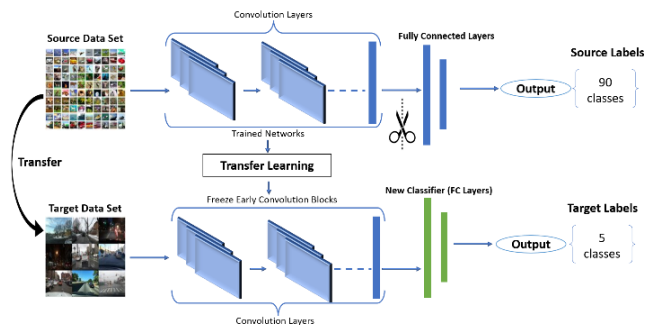 Convolution Layers
Source Data Set
Fully Connected Layers
Source Labels
Output
90
classes
Trained Networks
Transfer
Transfer Learning
Freeze Early Convolution Blocks
New Classifier (FC Layers)
Target Data Set
Target Labels
Output
5
classes
Convolution Layers